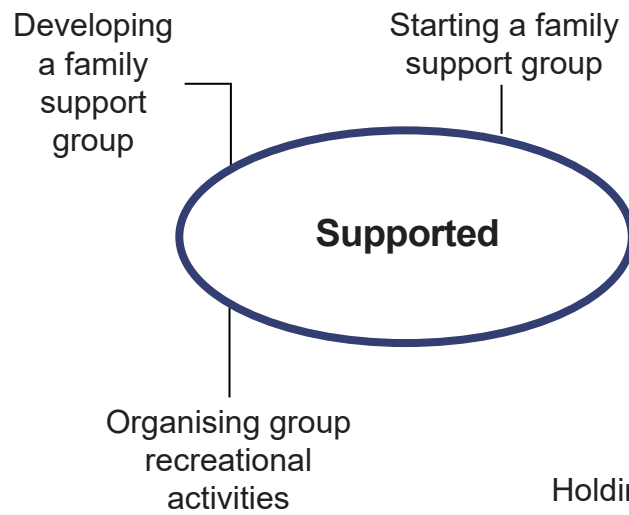 Developing
a family
support
group
Starting a family
support group
Supported
Organising group
recreational
activities